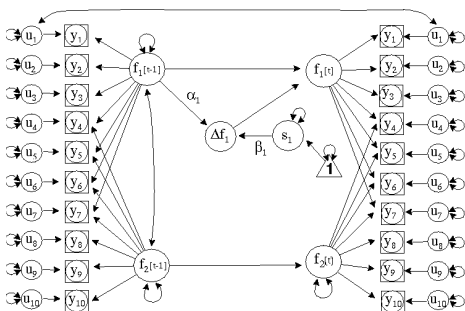 u1 y1 y1 u1
u2 y2 f1[t-1] f1[t] y2 u2
u3 y3 y3 u3
α1
u4 y4 Δf1 s1 y4 u4
β1
u5 y5 y5 u5
1
u6 y6 y6 u6
u7 y7 y7 u7
u8 y8 y8 u8
f2[t-1] f2[t]
u9 y9 y9 u9
u10 y10 y10 u10